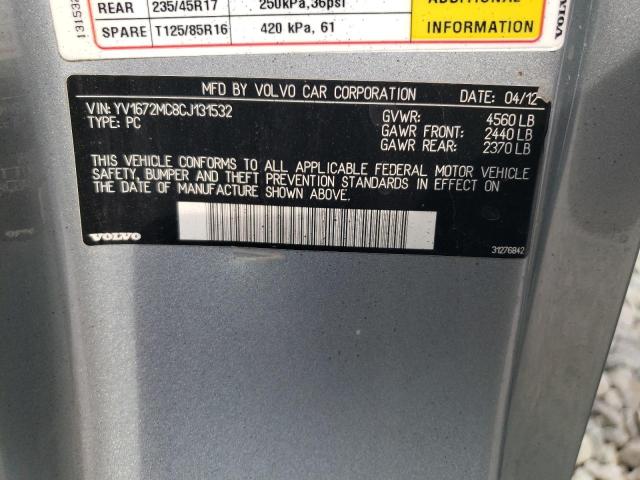 REAR 235/45R17 250kPa,36psi
SPARE T125/85R16 420 kPa, 61
ADDITIONAL
INFORMATION
VOLVO
MFD BY VOLVO CAR CORPORATION DATE: 04/12
VIN: YV1672MC8CJ131532
TYPE: PC
GVWR: 4560 LB
GAWR FRONT: 2440 LB
GAWR REAR: 2370 LB
THIS VEHICLE CONFORMS TO ALL APPLICABLE FEDERAL MOTOR VEHICLE
SAFETY, BUMPER AND THEFT PREVENTION STANDARDS IN EFFECT ON
THE DATE OF MANUFACTURE SHOWN ABOVE.
VOLVO
31276842